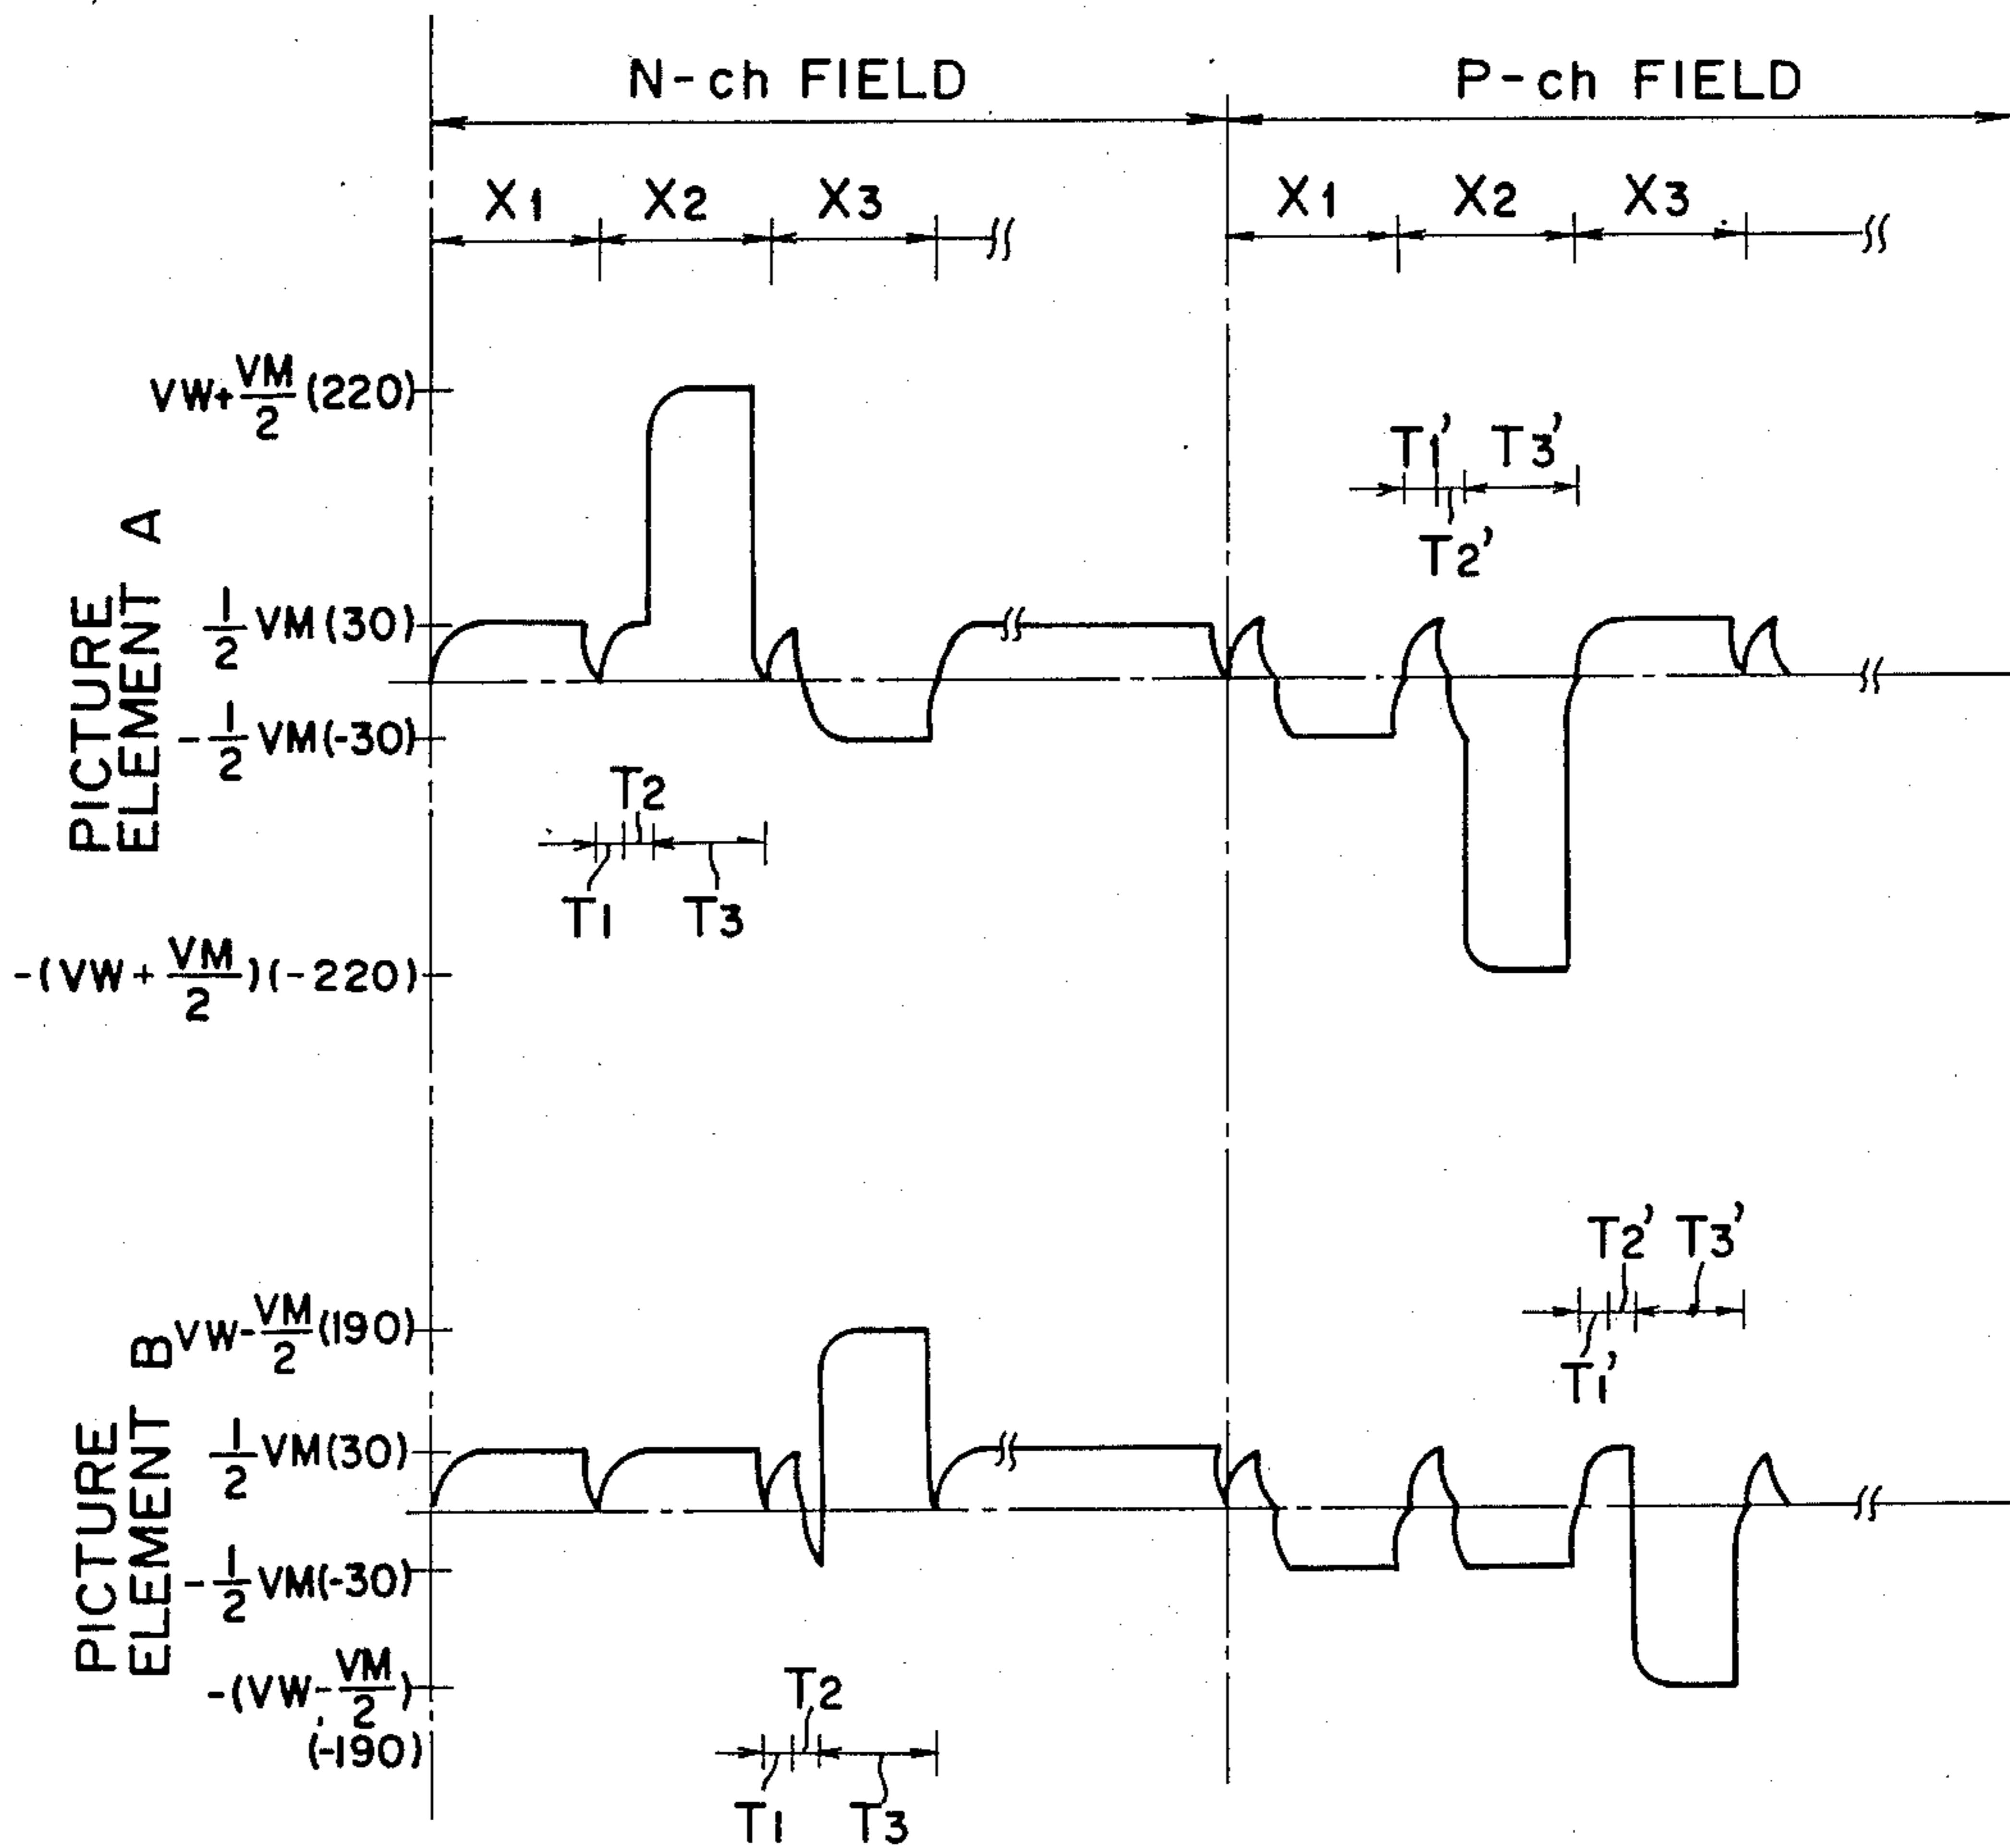 N-ch FIELD
P-ch FIELD
X1 X2 X3
X1 X2 X3
PICTURE
ELEMENT A
VW+VM/2(220)
1/2VM(30)
-1/2VM(-30)
-(VW+VM/2)(-220)
T1'
T3'
T2'
T2
T1
T3
PICTURE
ELEMENT B
VW-VM/2(190)
1/2VM(30)
-1/2VM(-30)
-(VW-VM/2)
(-190)
T2'
T3'
T1'
T2
T1
T3